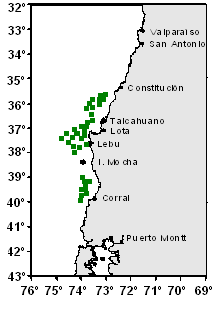 32°
Valparaiso
33°
San Antonio
34°
35°
Constitución
36°
Talcahuano
37°
Lota
Lebu
38°
I. Mocha
39°
40°
Corral
41°
Puerto Montt
42°
43°
76° 75° 74° 73° 72° 71° 70° 69°